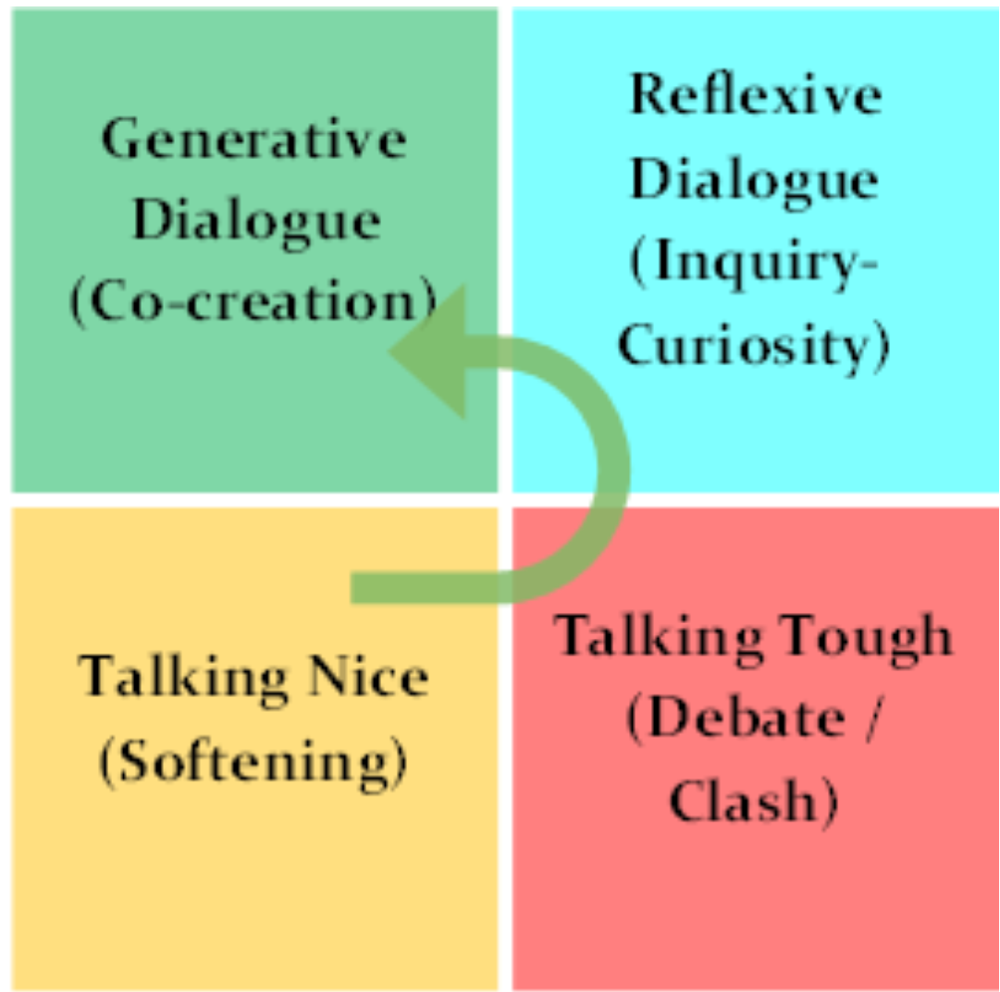 Generative
Dialogue
(Co-creation)
Reflexive
Dialogue
(Inquiry-
Curiosity)
Talking Nice
(Softening)
Talking Tough
(Debate /
Clash)